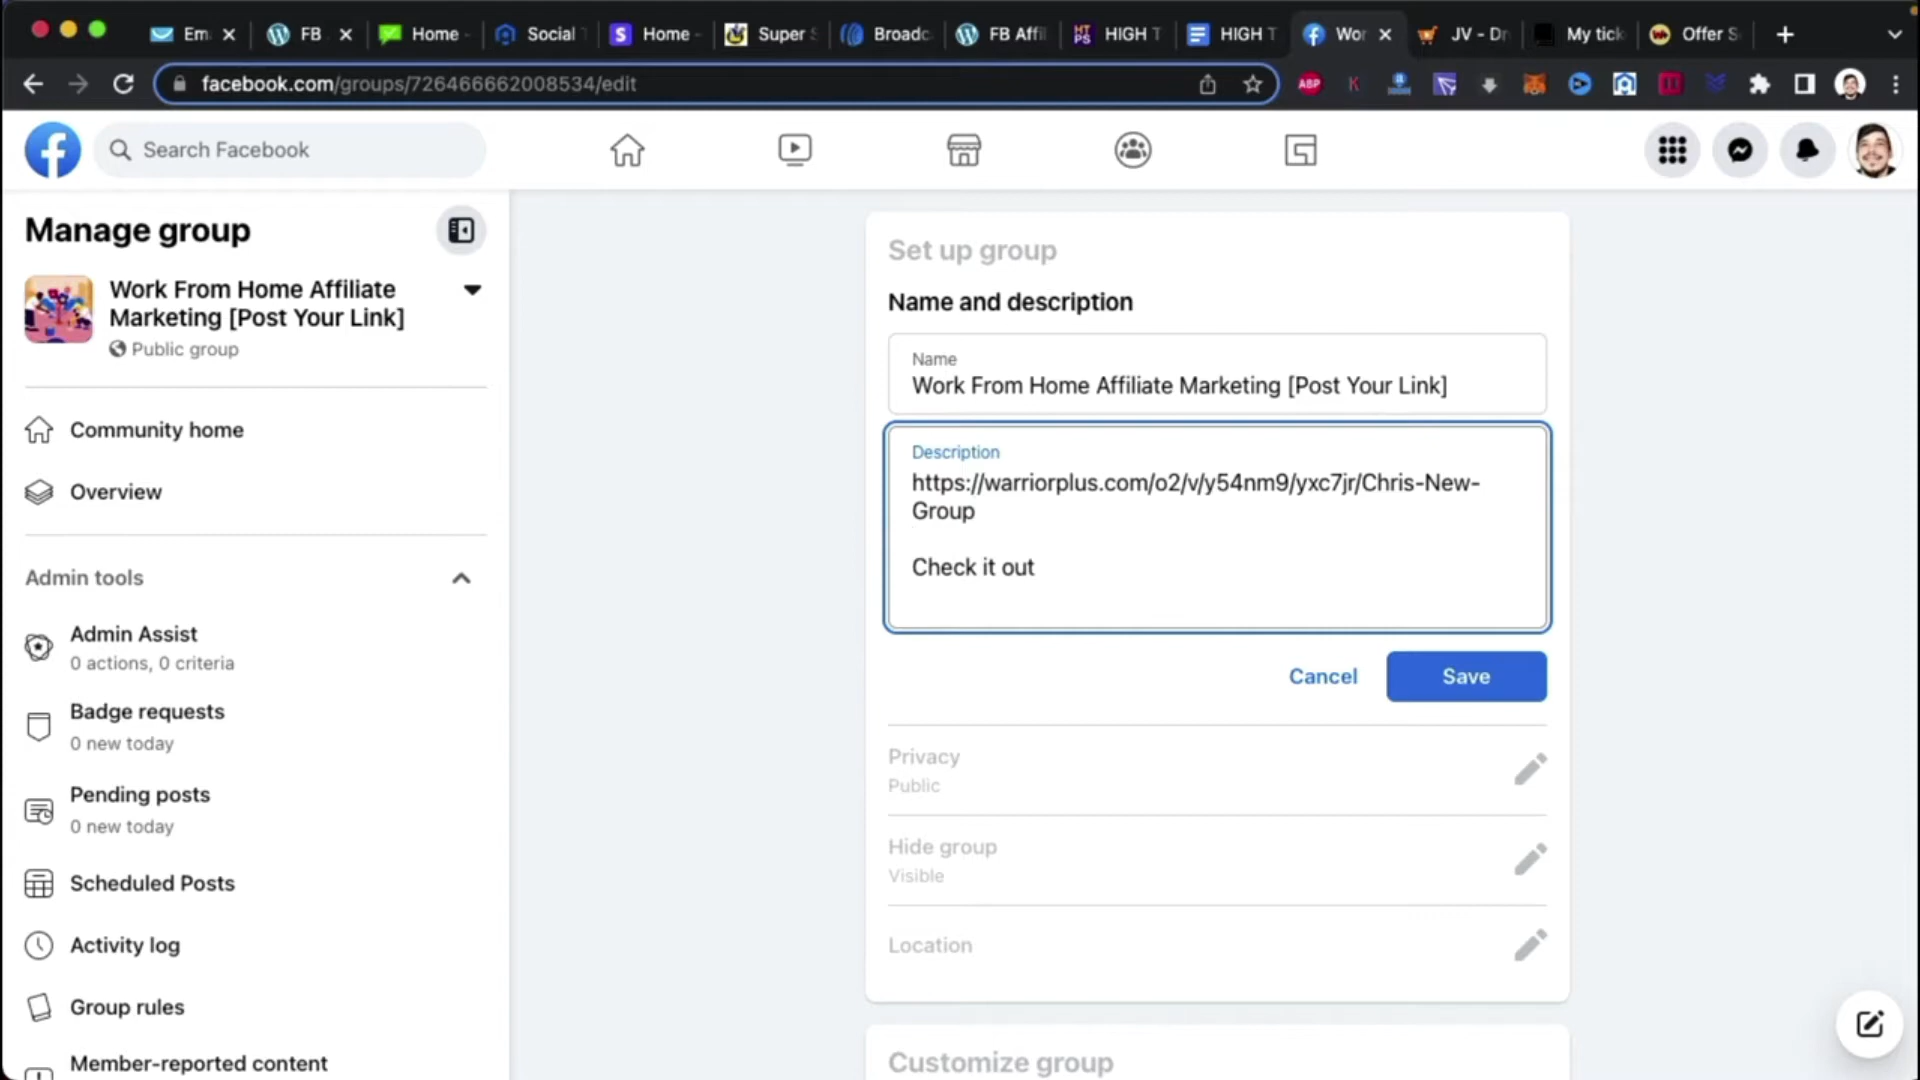 Em
FB
Home
Social
Home
Super S
Broadc
FB Affil
HIGH T
HIGH T
Wor
JV - Dr
My tick
Offer S
facebook.com/groups/726466662008534/edit
ABP
Search Facebook
Manage group
Work From Home Affiliate
Marketing [Post Your Link]
Public group
Community home
Overview
Admin tools
Admin Assist
0 actions, 0 criteria
Badge requests
0 new today
Pending posts
0 new today
Scheduled Posts
Activity log
Group rules
Member-reported content
Set up group
Name and description
Name
Work From Home Affiliate Marketing [Post Your Link]
Description
https://warriorplus.com/o2/v/y54nm9/yxc7jr/Chris-New-
Group
Check it out
Cancel
Save
Privacy
Public
Hide group
Visible
Location
Customize group